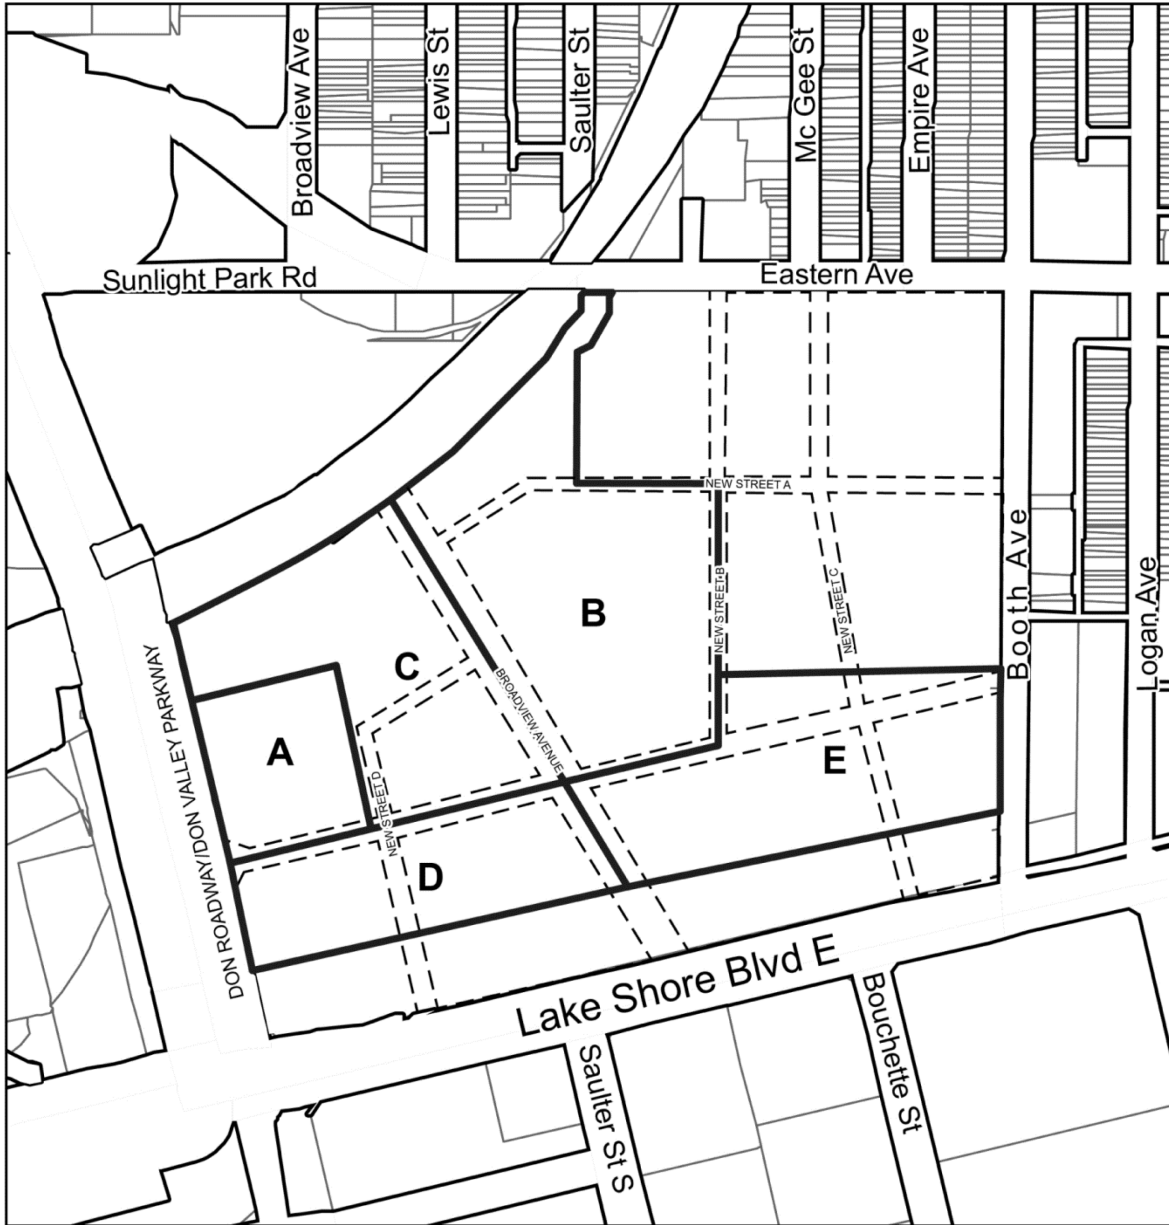 Broadview Ave
Lewis St
Saulter St
Mc Gee St
Empire Ave
Sunlight Park Rd
Eastern Ave
NEW STREET A
Booth Ave
Logan Ave
NEW STREET B
NEW STREET C
B
C
BROADVIEW AVENUE
DON ROADWAY/DON VALLEY PARKWAY
A
E
NEW STREET D
D
Lake Shore Blvd E
Bouchette St
Saulter St S